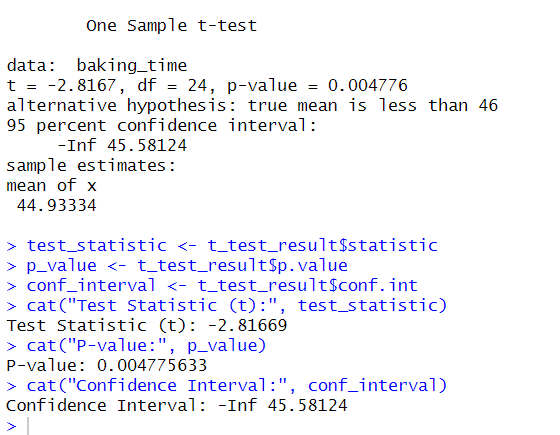 One Sample t-test
data:  baking_time
t = -2.8167, df = 24, p-value = 0.004776
alternative hypothesis: true mean is less than 46
95 percent confidence interval:
-Inf 45.58124
sample estimates:
mean of x
44.93334
> test_statistic <- t_test_result$statistic
> p_value <- t_test_result$p.value
> conf_interval <- t_test_result$conf.int
> cat("Test Statistic (t):", test_statistic)
Test Statistic (t): -2.81669
> cat("P-value:", p_value)
P-value: 0.004775633
> cat("Confidence Interval:", conf_interval)
Confidence Interval: -Inf 45.58124
>